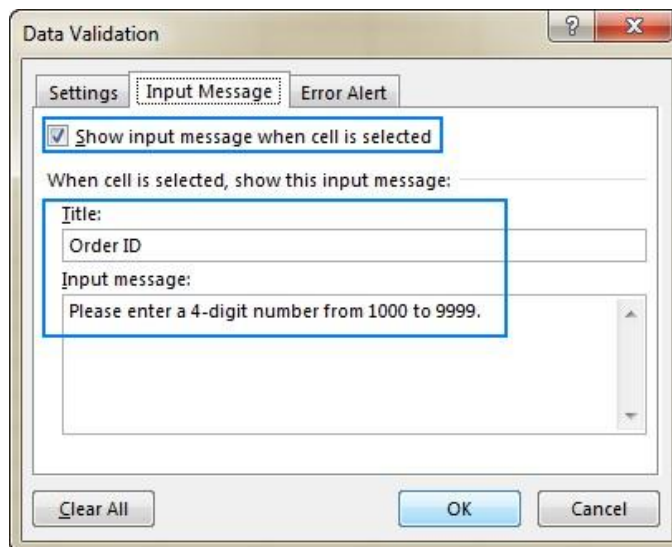 Data Validation
Settings Input Message Error Alert
Show input message when cell is selected
When cell is selected, show this input message:
Title:
Order ID
Input message:
Please enter a 4-digit number from 1000 to 9999.
Clear All OK Cancel